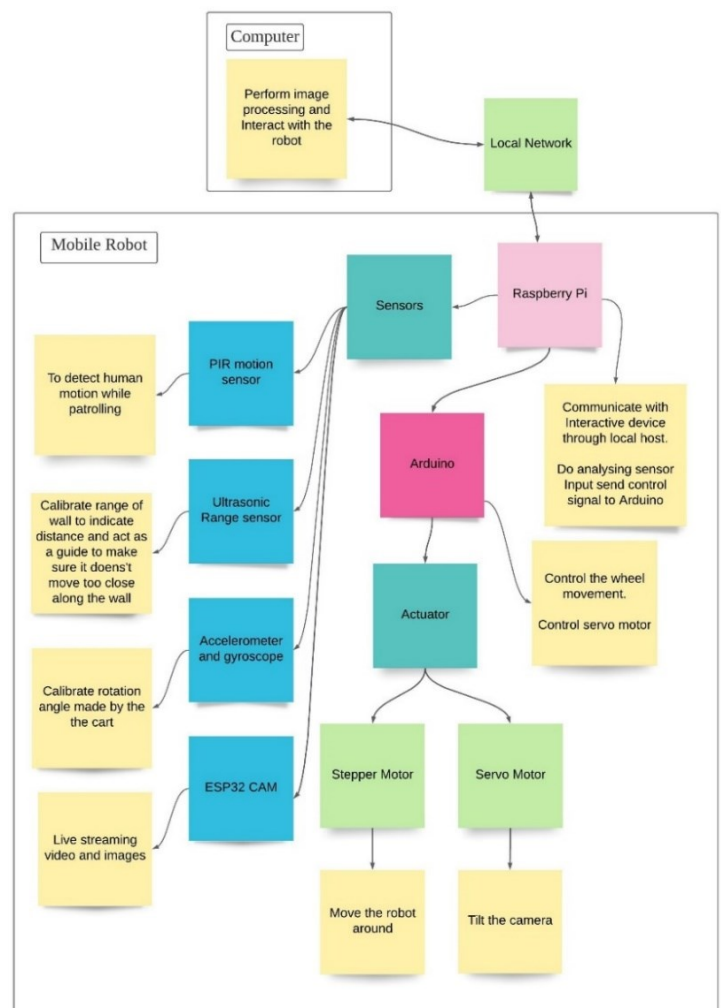 Computer
Perform image
processing and
Interact with the
robot
Local Network
Mobile Robot
Raspberry Pi
Sensors
PIR motion
sensor
To detect human
motion while
patrolling
Communicate with
Interactive device
through local host.
Do analysing sensor
Input send control
signal to Arduino
Arduino
Ultrasonic
Range sensor
Calibrate range of
wall to indicate
distance and act as
a guide to make
sure it doens't
move too close
along the wall
Control the wheel
movement.
Control servo motor
Actuator
Accelerometer
and gyroscope
Calibrate rotation
angle made by the
the cart
ESP32 CAM
Live streaming
video and images
Stepper Motor
Servo Motor
Move the robot
around
Tilt the camera